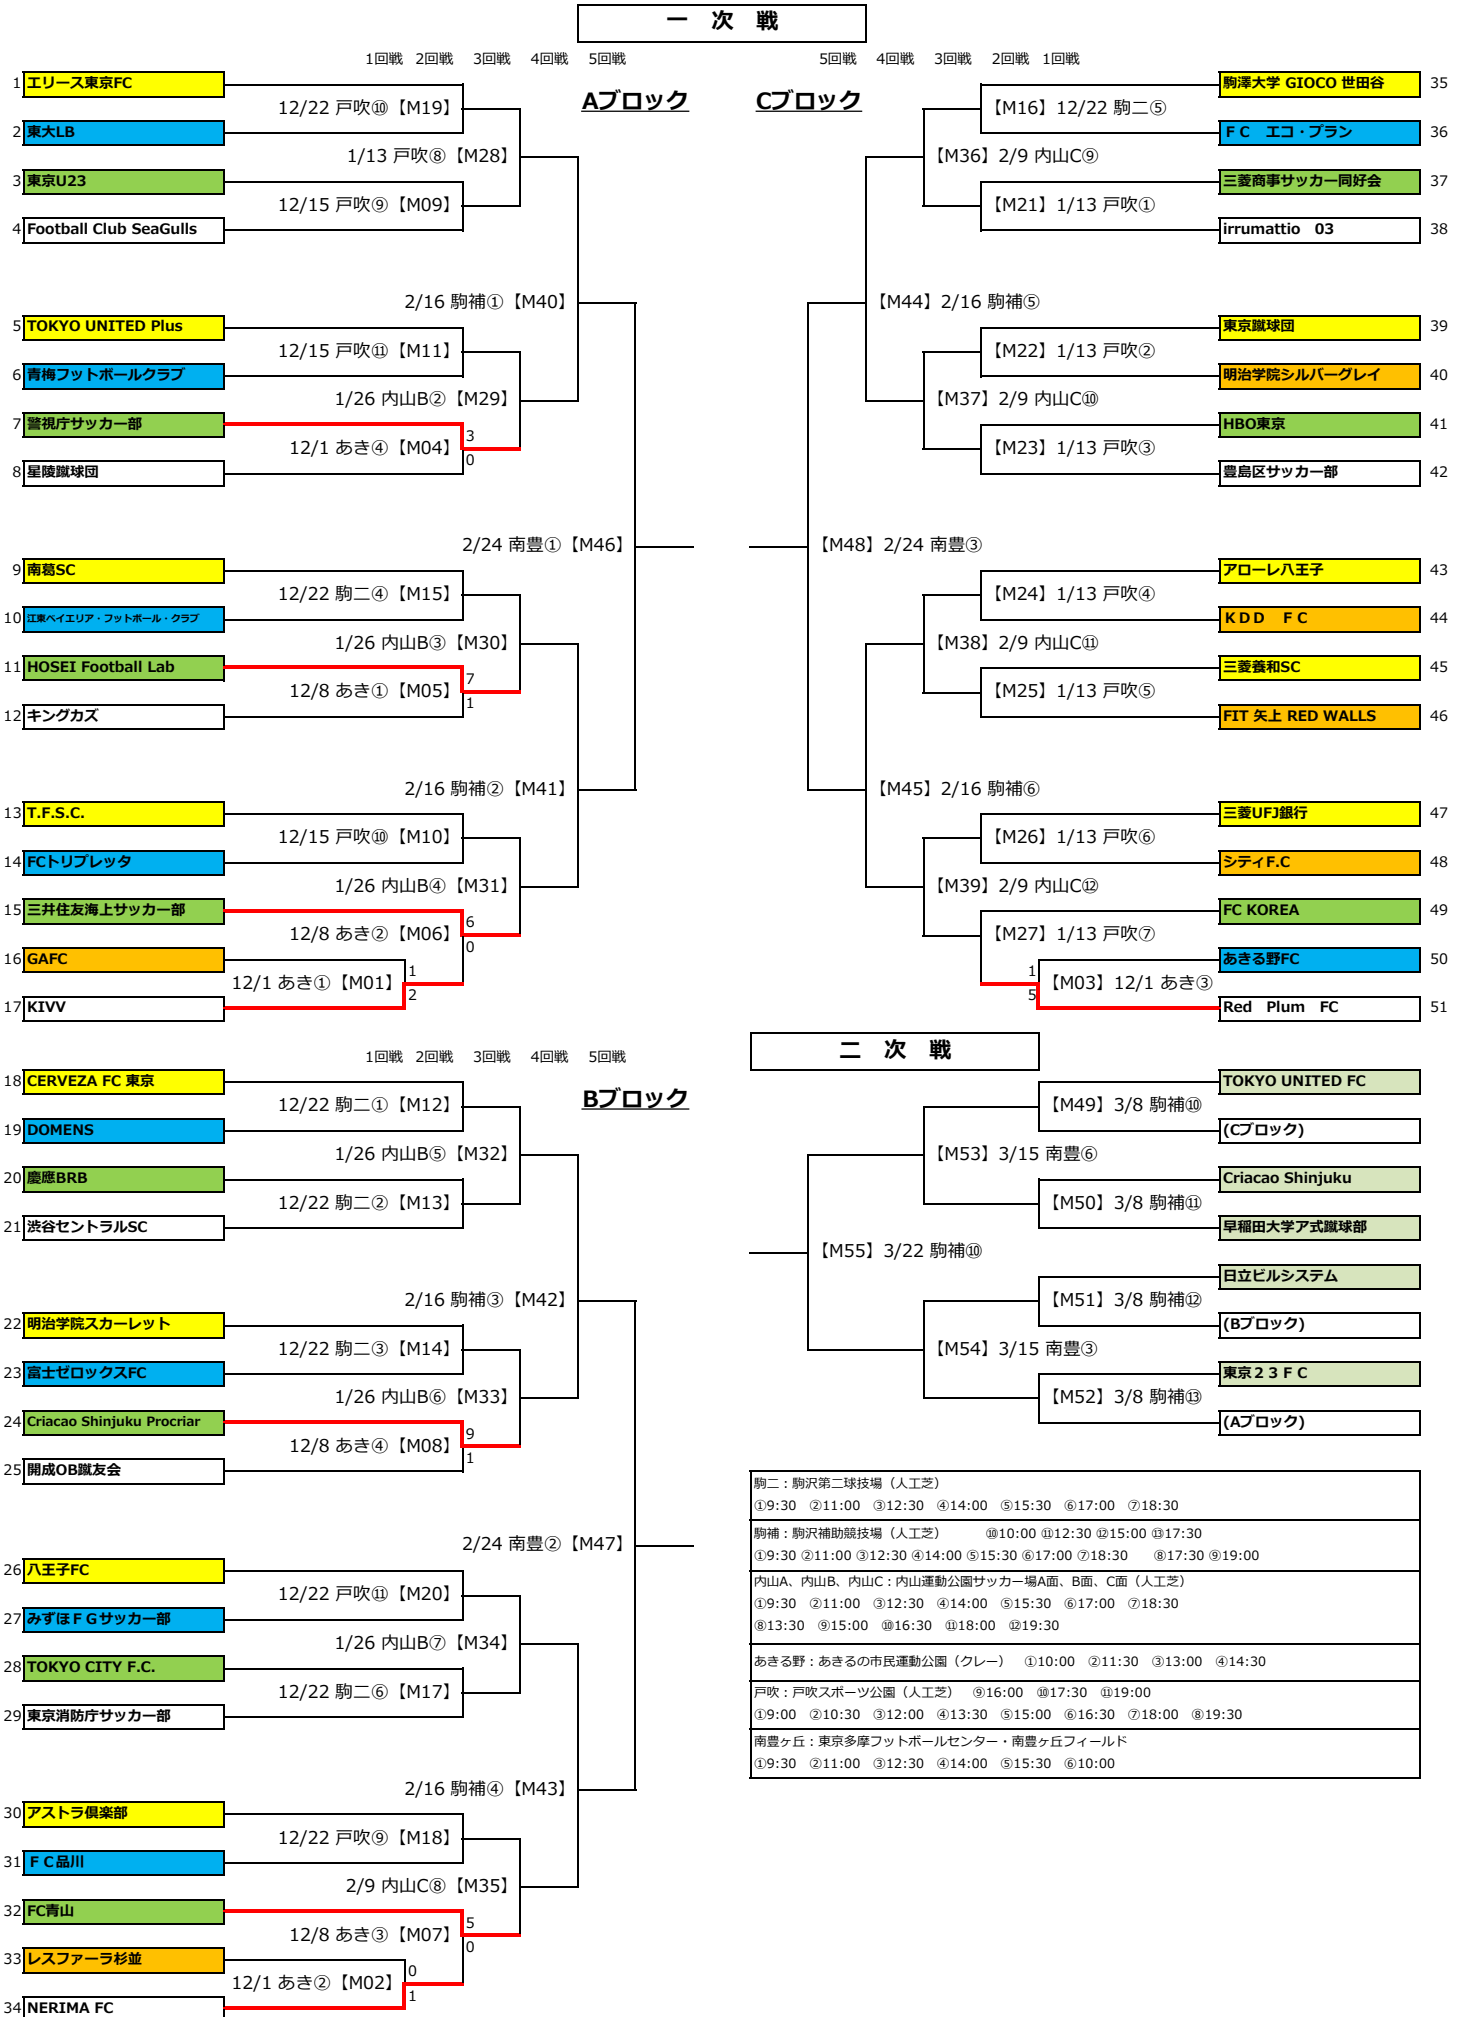 一　次　戦
1回戦 2回戦 3回戦 4回戦 5回戦
Aブロック
1 エリース東京FC
12/22 戸吹⑩【M19】
2 東大LB
1/13 戸吹⑧【M28】
3 東京U23
12/15 戸吹⑨【M09】
4 Football Club SeaGulls
2/16 駒補①【M40】
5 TOKYO UNITED Plus
12/15 戸吹⑪【M11】
6 青梅フットボールクラブ
1/26 内山B②【M29】
7 警視庁サッカー部
3
12/1 あき④【M04】
0
8 星陵蹴球団
2/24 南豊①【M46】
9 南葛SC
12/22 駒二④【M15】
10 江東ベイエリア・フットボール・クラブ
1/26 内山B③【M30】
11 HOSEI Football Lab
7
12/8 あき①【M05】
1
12 キングカズ
2/16 駒補②【M41】
13 T.F.S.C.
12/15 戸吹⑩【M10】
14 FCトリプレッタ
1/26 内山B④【M31】
15 三井住友海上サッカー部
6
12/8 あき②【M06】
0
16 GAFC
1
12/1 あき①【M01】
2
17 KIVV
5回戦 4回戦 3回戦 2回戦 1回戦
Cブロック
駒澤大学 GIOCO 世田谷 35
【M16】12/22 駒二⑤
ＦＣ　エコ・プラン 36
【M36】2/9 内山C⑨
三菱商事サッカー同好会 37
【M21】1/13 戸吹①
irrumattio　03 38
【M44】2/16 駒補⑤
東京蹴球団 39
【M22】1/13 戸吹②
明治学院シルバーグレイ 40
【M37】2/9 内山C⑩
HBO東京 41
【M23】1/13 戸吹③
豊島区サッカー部 42
【M48】2/24 南豊③
アローレ八王子 43
【M24】1/13 戸吹④
ＫＤＤ　ＦＣ 44
【M38】2/9 内山C⑪
三菱養和SC 45
【M25】1/13 戸吹⑤
FIT 矢上 RED WALLS 46
【M45】2/16 駒補⑥
三菱UFJ銀行 47
【M26】1/13 戸吹⑥
シティF.C 48
【M39】2/9 内山C⑫
FC KOREA 49
【M27】1/13 戸吹⑦
あきる野FC 50
1
【M03】12/1 あき③
5
Red　Plum　FC 51
1回戦 2回戦 3回戦 4回戦 5回戦
Bブロック
18 CERVEZA FC 東京
12/22 駒二①【M12】
19 DOMENS
1/26 内山B⑤【M32】
20 慶應BRB
12/22 駒二②【M13】
21 渋谷セントラルSC
2/16 駒補③【M42】
22 明治学院スカーレット
12/22 駒二③【M14】
23 富士ゼロックスFC
1/26 内山B⑥【M33】
24 Criacao Shinjuku Procriar
9
12/8 あき④【M08】
1
25 開成OB蹴友会
2/24 南豊②【M47】
26 八王子FC
12/22 戸吹⑪【M20】
27 みずほＦＧサッカー部
1/26 内山B⑦【M34】
28 TOKYO CITY F.C.
12/22 駒二⑥【M17】
29 東京消防庁サッカー部
2/16 駒補④【M43】
30 アストラ倶楽部
12/22 戸吹⑨【M18】
31 ＦＣ品川
2/9 内山C⑧【M35】
32 FC青山
5
12/8 あき③【M07】
0
33 レスファーラ杉並
0
12/1 あき②【M02】
1
34 NERIMA FC
二　次　戦
TOKYO UNITED FC
【M49】3/8 駒補⑩
(Cブロック)
【M53】3/15 南豊⑥
Criacao Shinjuku
【M50】3/8 駒補⑪
早稲田大学ア式蹴球部
【M55】3/22 駒補⑩
日立ビルシステム
【M51】3/8 駒補⑫
(Bブロック)
【M54】3/15 南豊③
東京２３ＦＣ
【M52】3/8 駒補⑬
(Aブロック)
駒二：駒沢第二球技場（人工芝）
①9:30　②11:00　③12:30　④14:00　⑤15:30　⑥17:00　⑦18:30
駒補：駒沢補助競技場（人工芝）　　　⑩10:00 ⑪12:30 ⑫15:00 ⑬17:30
①9:30 ②11:00 ③12:30 ④14:00 ⑤15:30 ⑥17:00 ⑦18:30　　⑧17:30 ⑨19:00
内山A、内山B、内山C：内山運動公園サッカー場A面、B面、C面（人工芝）
①9:30　②11:00　③12:30　④14:00　⑤15:30　⑥17:00　⑦18:30
⑧13:30　⑨15:00　⑩16:30　⑪18:00　⑫19:30
あきる野：あきるの市民運動公園（クレー）　①10:00　②11:30　③13:00　④14:30
戸吹：戸吹スポーツ公園（人工芝）　⑨16:00　⑩17:30　⑪19:00
①9:00　②10:30　③12:00　④13:30　⑤15:00　⑥16:30　⑦18:00　⑧19:30
南豊ヶ丘：東京多摩フットボールセンター・南豊ヶ丘フィールド
①9:30　②11:00　③12:30　④14:00　⑤15:30　⑥10:00